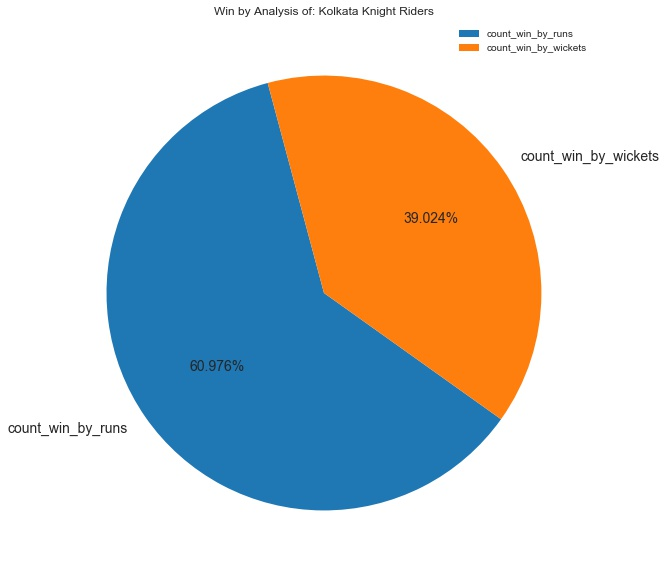 Win by Analysis of: Kolkata Knight Riders
count_win_by_runs
count_win_by_wickets
count_win_by_wickets
39.024%
60.976%
count_win_by_runs